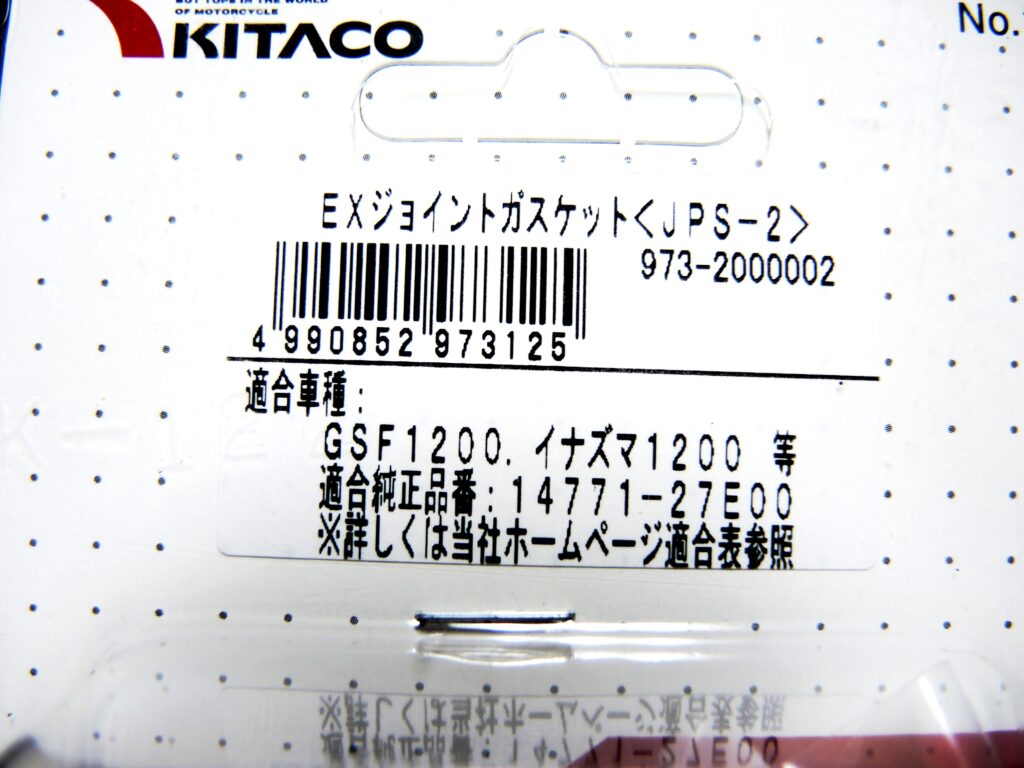 BUT TOPS IN THE WORLD
OF MOTORCYCLE
KITACO
No.
EXジョイントガスケット<JPS-2>
973-2000002
4 990852 973125
適合車種:
GSF1200. イナズマ1200 等
適合純正品番:14771-27E00
※詳しくは当社ホームページ適合表参照